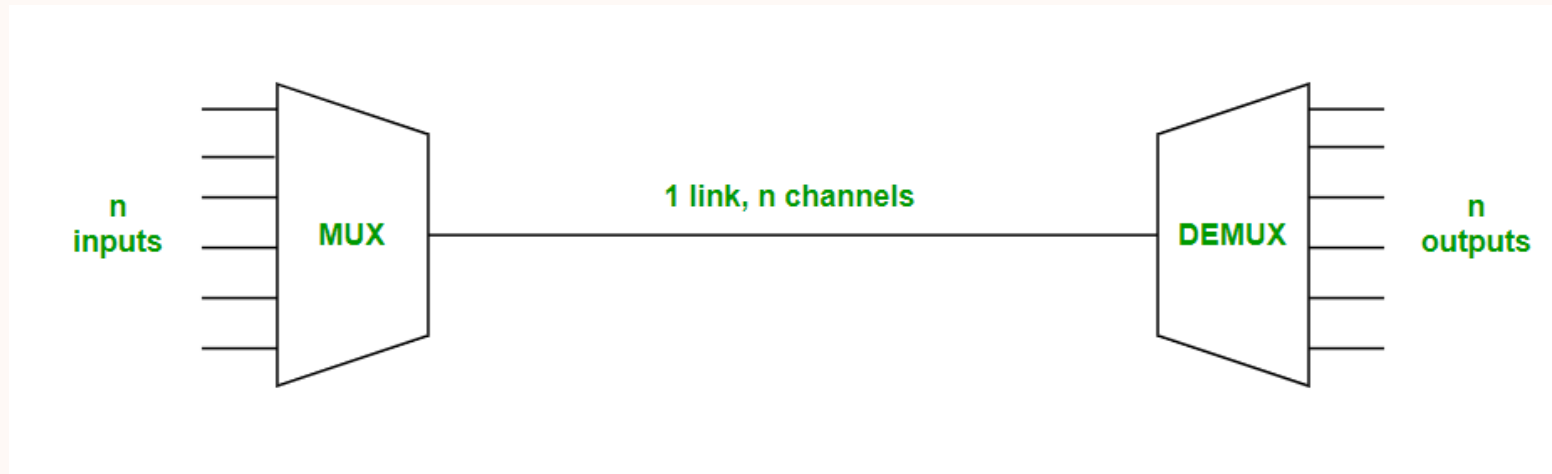 n
inputs
MUX
1 link, n channels
DEMUX
n
outputs